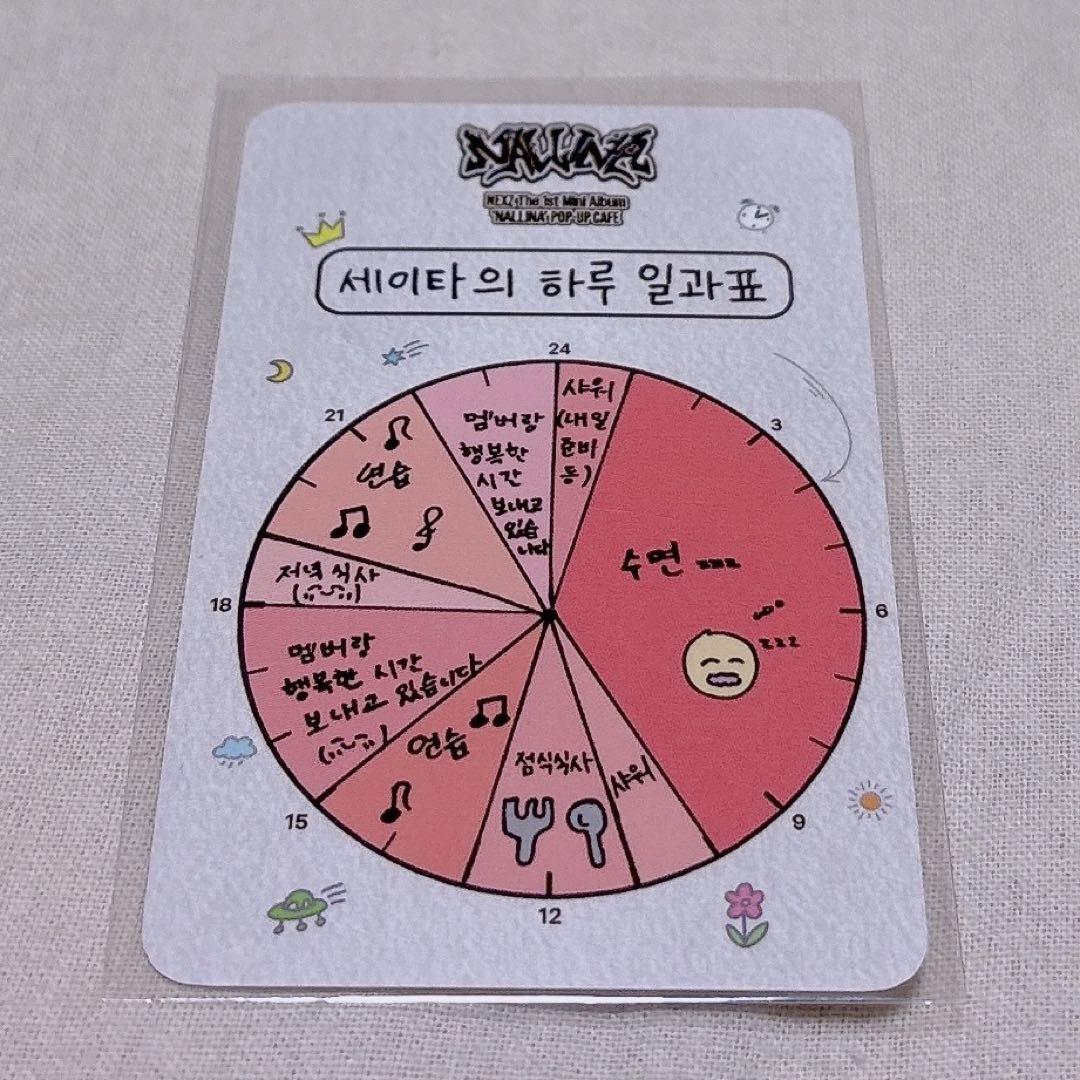 NALLINA
NEXZ The 1st Mini Album
'NALLINA' POP-UP CAFE
세이타의 하루 일과표
24
3
6
9
12
15
18
21
샤워
(내일
준비
등)
수면 zzz
zzz
샤워
점식식사
연습
멤버랑
행복한 시간
보내고 있습니다
저녁 식사
연습
멤버랑
행복한
시간
보내고
있습
니다